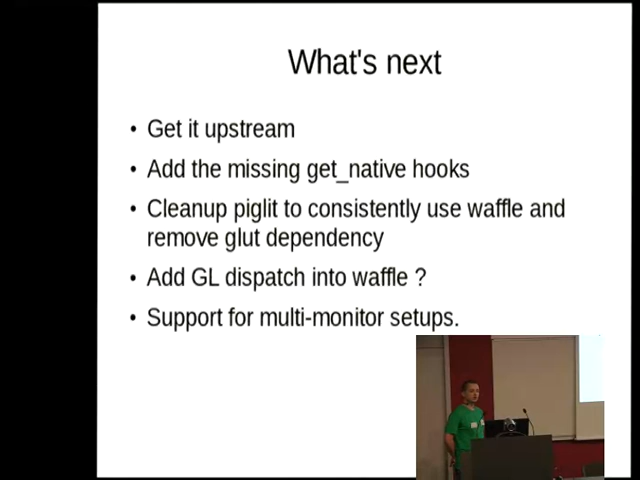 What's next
• Get it upstream
• Add the missing get_native hooks
• Cleanup piglit to consistently use waffle and
remove glut dependency
• Add GL dispatch into waffle ?
• Support for multi-monitor setups.